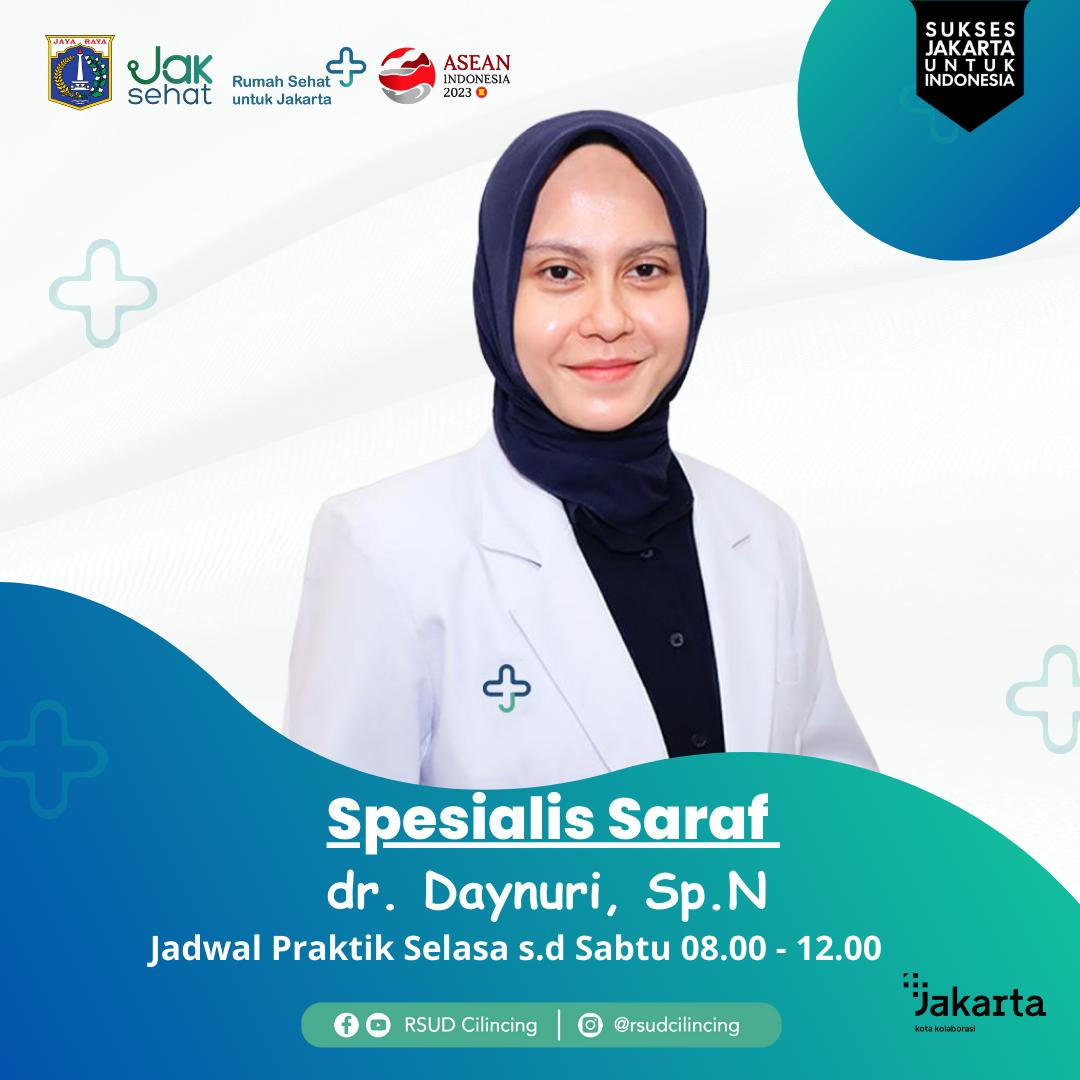 JAYA RAYA
Jak
sehat
Rumah Sehat
untuk Jakarta
ASEAN
INDONESIA
2023
SUKSES
JAKARTA
UNTUK
INDONESIA
Spesialis Saraf
dr. Daynuri, Sp.N
Jadwal Praktik Selasa s.d Sabtu 08.00 - 12.00
Jakarta
kota kolaborasi
RSUD Cilincing | @rsudcilincing